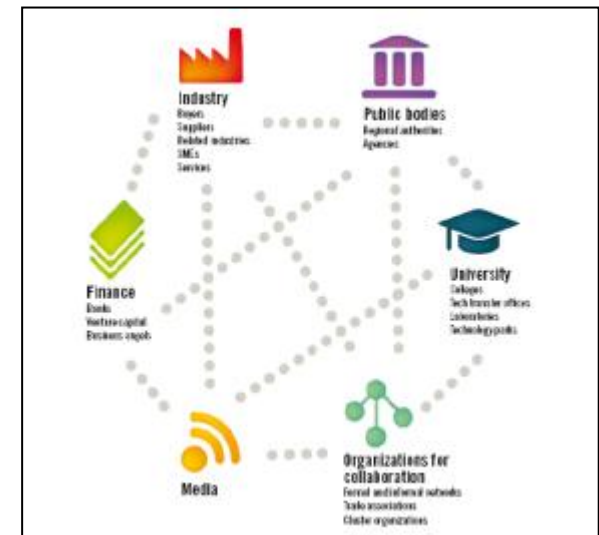 Industry
Buyers
Suppliers
Related industries
SMEs
Services
Public bodies
Regional authorities
Agencies
Finance
Banks
Venture capital
Business angels
University
Colleges
Tech transfer offices
Laboratories
Technology parks
Media
Organizations for
collaboration
Formal and informal networks
Trade associations
Cluster organizations